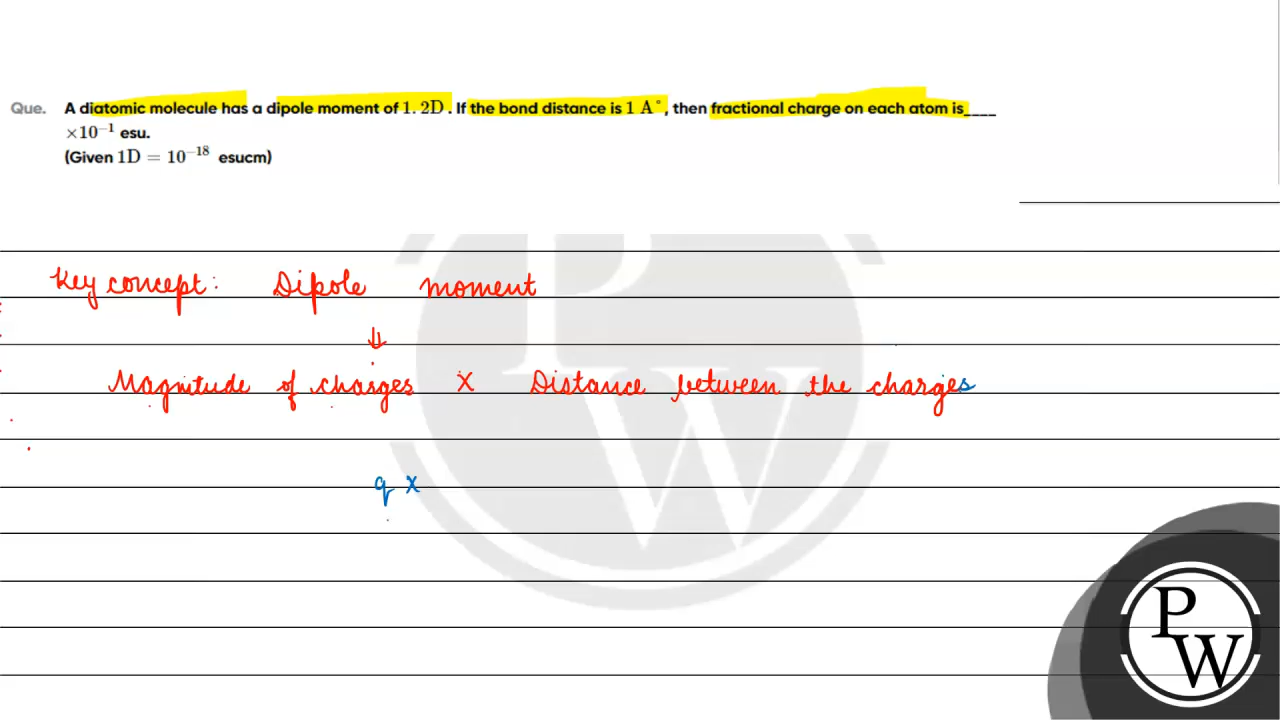 Que. A diatomic molecule has a dipole moment of 1. 2D . If the bond distance is 1 A°, then fractional charge on each atom is____
×10⁻¹ esu.
(Given 1D = 10⁻¹⁸ esucm)
Key concept: Dipole moment
⇓
Magnitude of charges × Distance between the charges
q ×
P
W
P
W